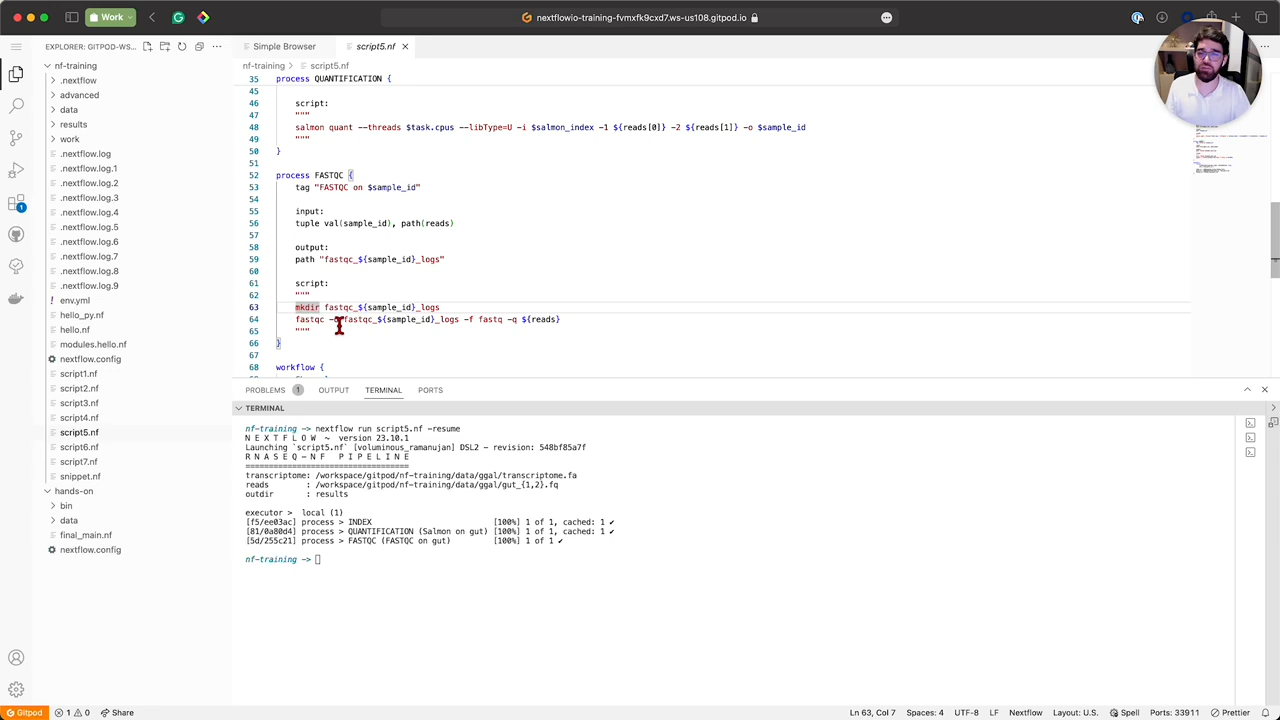 Work
nextflowio-training-fvmxfk9cxd7.ws-us108.gitpod.io
EXPLORER: GITPOD-WS...
Simple Browser
script5.nf
nf-training
.nextflow
advanced
data
results
work
.nextflow.log
.nextflow.log.1
.nextflow.log.2
.nextflow.log.3
.nextflow.log.4
.nextflow.log.5
.nextflow.log.6
.nextflow.log.7
.nextflow.log.8
.nextflow.log.9
env.yml
hello_py.nf
hello.nf
modules.hello.nf
nextflow.config
script1.nf
script2.nf
script3.nf
script4.nf
script5.nf
script6.nf
script7.nf
snippet.nf
hands-on
bin
data
final_main.nf
nextflow.config
1
nf-training > script5.nf
35 process QUANTIFICATION {
45
46 script:
47 """
48 salmon quant --threads $task.cpus --libType=U -i $salmon_index -1 ${reads[0]} -2 ${reads[1]} -o $sample_id
49 """
50 }
51
52 process FASTQC {
53 tag "FASTQC on $sample_id"
54
55 input:
56 tuple val(sample_id), path(reads)
57
58 output:
59 path "fastqc_${sample_id}_logs"
60
61 script:
62 """
63 mkdir fastqc_${sample_id}_logs
64 fastqc -o fastqc_${sample_id}_logs -f fastq -q ${reads}
65 """
66 }
67
68 workflow {
PROBLEMS 1 OUTPUT TERMINAL PORTS
TERMINAL
nf-training -> nextflow run script5.nf -resume
N E X T F L O W ~ version 23.10.1
Launching `script5.nf` [voluminous_ramanujan] DSL2 - revision: 548bf85a7f
R N A S E Q - N F P I P E L I N E
===================================
transcriptome: /workspace/gitpod/nf-training/data/ggal/transcriptome.fa
reads : /workspace/gitpod/nf-training/data/ggal/gut_{1,2}.fq
outdir : results
executor > local (1)
[f5/ee03ac] process > INDEX [100%] 1 of 1, cached: 1 ✔
[81/0a80d4] process > QUANTIFICATION (Salmon on gut) [100%] 1 of 1, cached: 1 ✔
[5d/255c21] process > FASTQC (FASTQC on gut) [100%] 1 of 1 ✔
nf-training ->
Gitpod 1 0 Share Ln 63, Col 7 Spaces: 4 UTF-8 LF Nextflow Layout: U.S. Spell Ports: 33911 Prettier